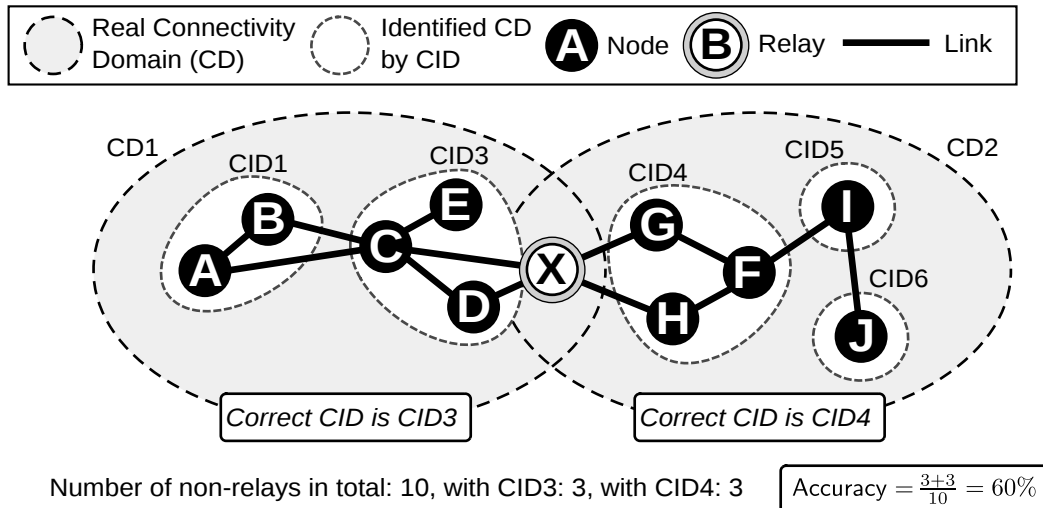 Real Connectivity
Domain (CD)
Identified CD
by CID
A
Node
B
Relay
Link
CD1
CID1
CID3
CID4
CID5
CD2
CID6
B
A
C
E
D
X
G
H
F
I
J
Correct CID is CID3
Correct CID is CID4
Number of non-relays in total: 10, with CID3: 3, with CID4: 3
Accuracy = 3+3/10 = 60%